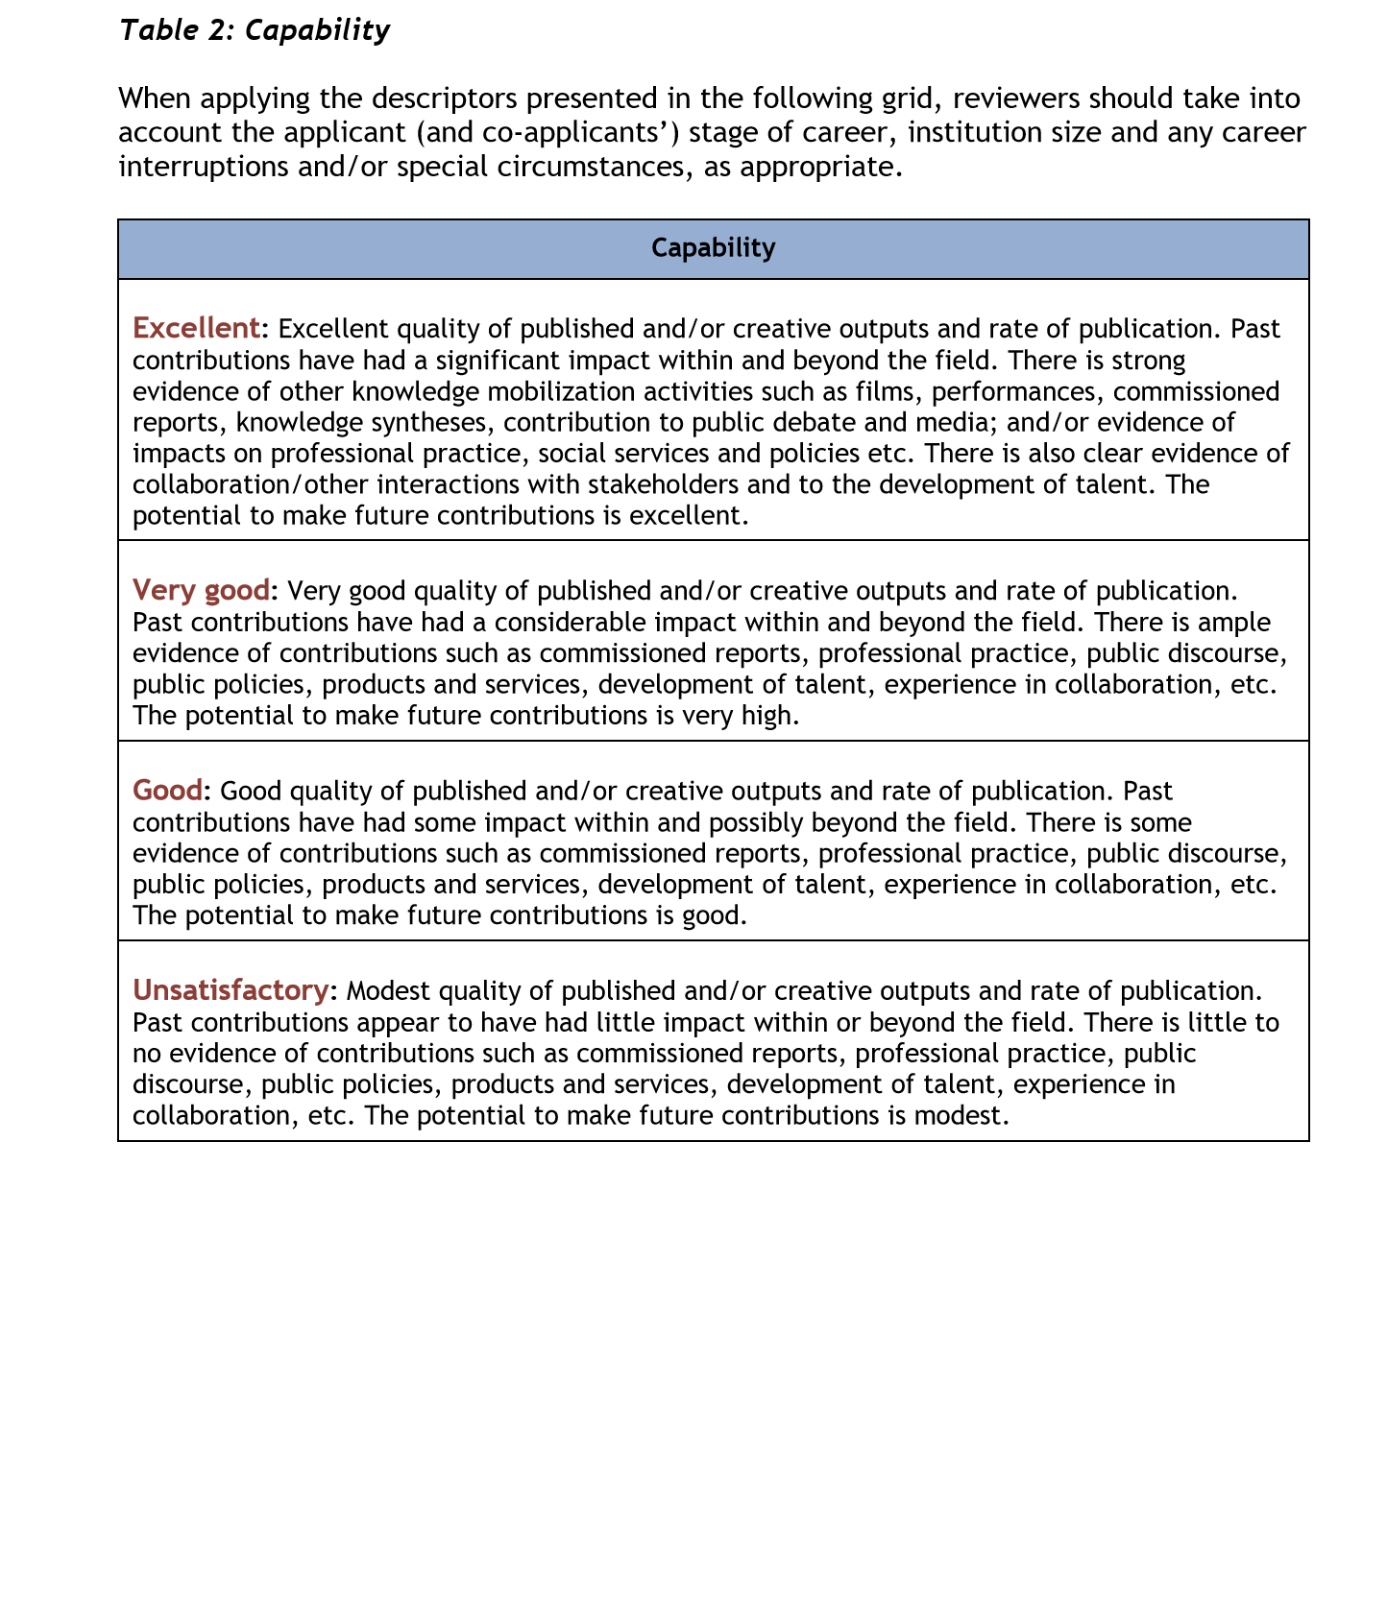 Table 2: Capability
When applying the descriptors presented in the following grid, reviewers should take into
account the applicant (and co-applicants’) stage of career, institution size and any career
interruptions and/or special circumstances, as appropriate.
Capability
Excellent: Excellent quality of published and/or creative outputs and rate of publication. Past
contributions have had a significant impact within and beyond the field. There is strong
evidence of other knowledge mobilization activities such as films, performances, commissioned
reports, knowledge syntheses, contribution to public debate and media; and/or evidence of
impacts on professional practice, social services and policies etc. There is also clear evidence of
collaboration/other interactions with stakeholders and to the development of talent. The
potential to make future contributions is excellent.
Very good: Very good quality of published and/or creative outputs and rate of publication.
Past contributions have had a considerable impact within and beyond the field. There is ample
evidence of contributions such as commissioned reports, professional practice, public discourse,
public policies, products and services, development of talent, experience in collaboration, etc.
The potential to make future contributions is very high.
Good: Good quality of published and/or creative outputs and rate of publication. Past
contributions have had some impact within and possibly beyond the field. There is some
evidence of contributions such as commissioned reports, professional practice, public discourse,
public policies, products and services, development of talent, experience in collaboration, etc.
The potential to make future contributions is good.
Unsatisfactory: Modest quality of published and/or creative outputs and rate of publication.
Past contributions appear to have had little impact within or beyond the field. There is little to
no evidence of contributions such as commissioned reports, professional practice, public
discourse, public policies, products and services, development of talent, experience in
collaboration, etc. The potential to make future contributions is modest.